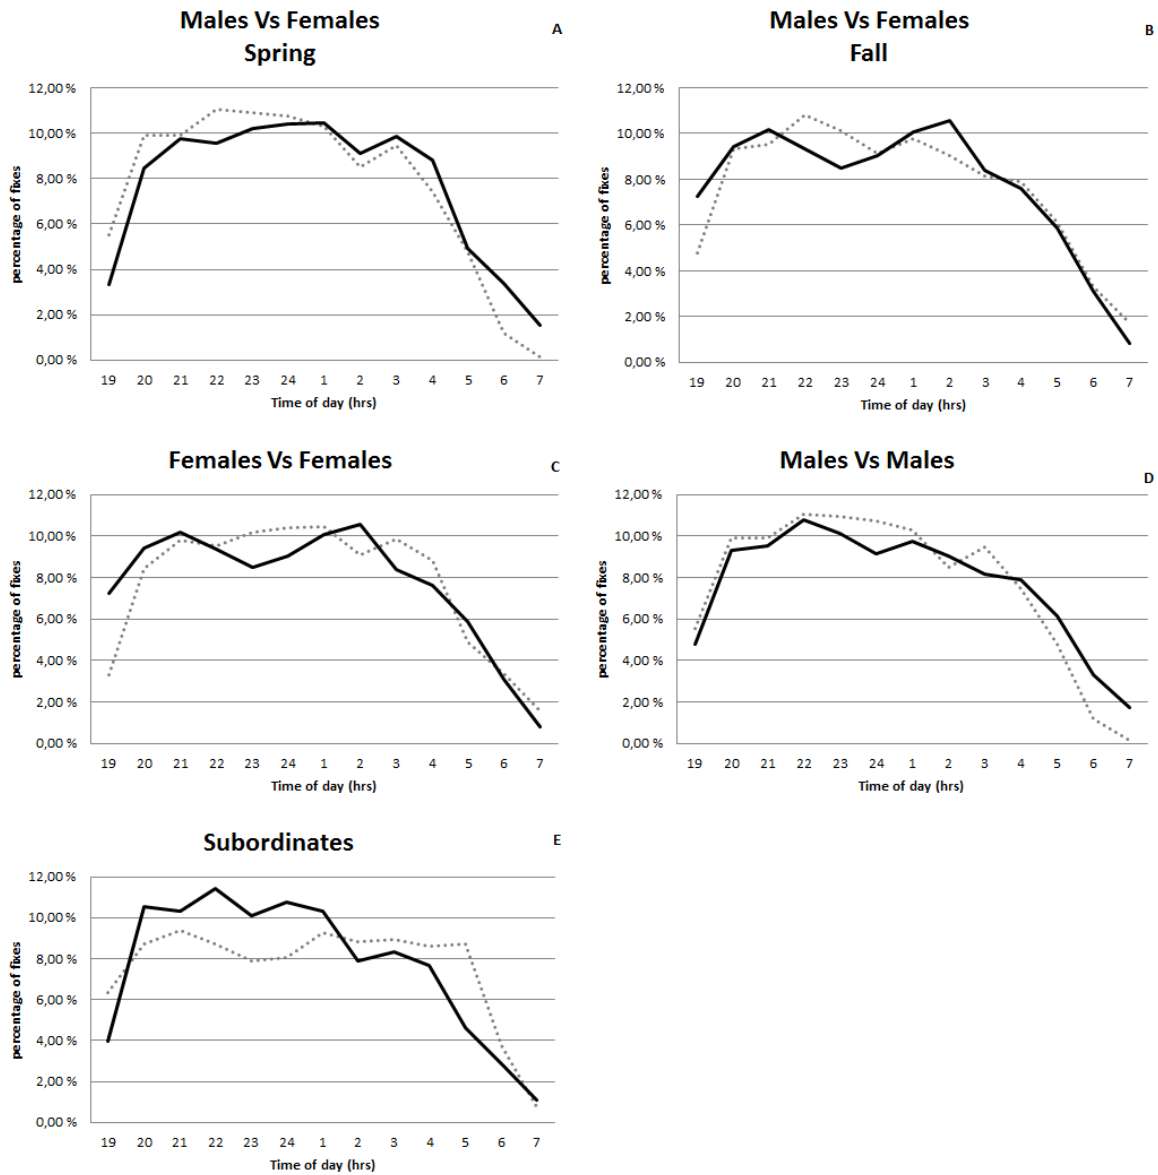 Males Vs Females
Spring
A
12,00 %
10,00 %
8,00 %
6,00 %
4,00 %
2,00 %
0,00 %
percentage of fixes
19 20 21 22 23 24 1 2 3 4 5 6 7
Time of day (hrs)
Males Vs Females
Fall
B
12,00 %
10,00 %
8,00 %
6,00 %
4,00 %
2,00 %
0,00 %
percentage of fixes
19 20 21 22 23 24 1 2 3 4 5 6 7
Time of day (hrs)
Females Vs Females
C
12,00 %
10,00 %
8,00 %
6,00 %
4,00 %
2,00 %
0,00 %
percentage of fixes
19 20 21 22 23 24 1 2 3 4 5 6 7
Time of day (hrs)
Males Vs Males
D
12,00 %
10,00 %
8,00 %
6,00 %
4,00 %
2,00 %
0,00 %
percentage of fixes
19 20 21 22 23 24 1 2 3 4 5 6 7
Time of day (hrs)
Subordinates
E
12,00 %
10,00 %
8,00 %
6,00 %
4,00 %
2,00 %
0,00 %
percentage of fixes
19 20 21 22 23 24 1 2 3 4 5 6 7
Time of day (hrs)